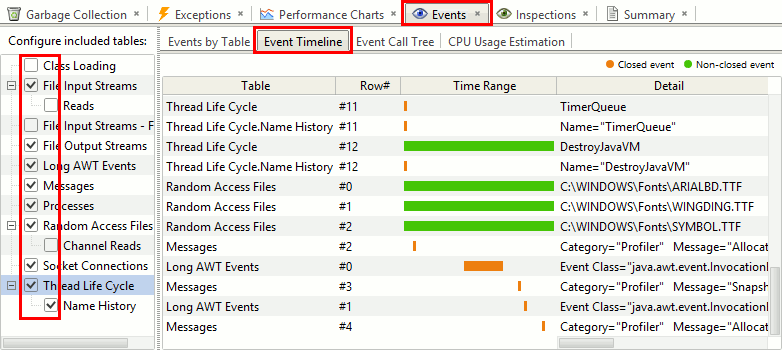 Garbage Collection × Exceptions × Performance Charts × Events × Inspections × Summary ×
Configure included tables:
Events by Table Event Timeline Event Call Tree CPU Usage Estimation
Closed event Non-closed event
Class Loading
File Input Streams
Reads
File Input Streams - F
File Output Streams
Long AWT Events
Messages
Processes
Random Access Files
Channel Reads
Socket Connections
Thread Life Cycle
Name History
Table Row# Time Range Detail
Thread Life Cycle #11 TimerQueue
Thread Life Cycle.Name History #11 Name="TimerQueue"
Thread Life Cycle #12 DestroyJavaVM
Thread Life Cycle.Name History #12 Name="DestroyJavaVM"
Random Access Files #0 C:\WINDOWS\Fonts\ARIALBD.TTF
Random Access Files #1 C:\WINDOWS\Fonts\WINGDING.TTF
Random Access Files #2 C:\WINDOWS\Fonts\SYMBOL.TTF
Messages #2 Category="Profiler" Message="Allocat
Long AWT Events #0 Event Class="java.awt.event.Invocation
Messages #3 Category="Profiler" Message="Snapsh
Long AWT Events #1 Event Class="java.awt.event.Invocation
Messages #4 Category="Profiler" Message="Allocat